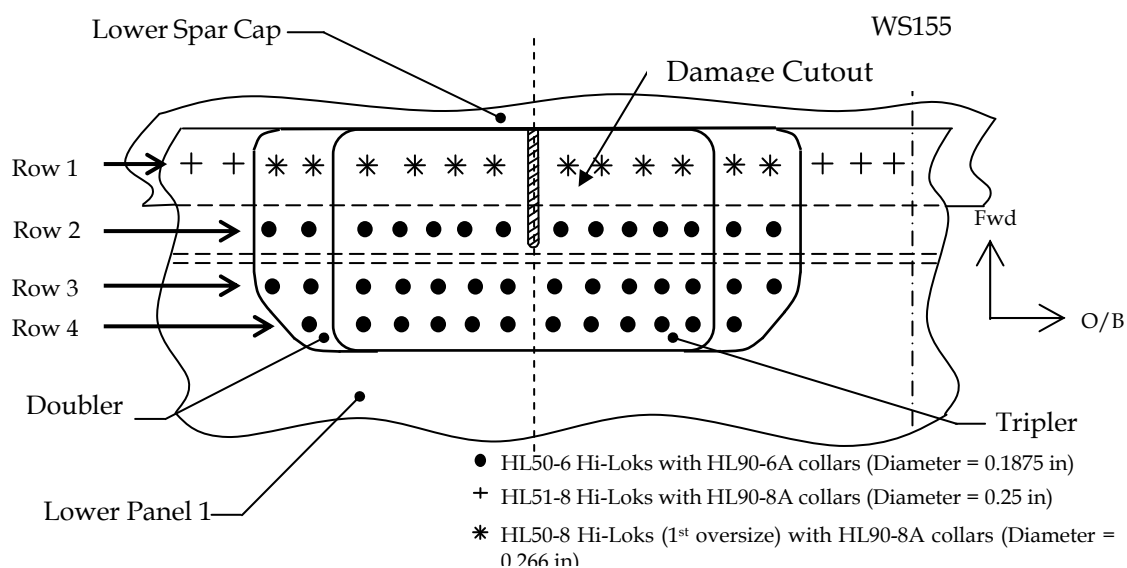 Lower Spar Cap
WS155
Damage Cutout
Row 1
Row 2
Fwd
Row 3
Row 4
O/B
Doubler
Tripler
HL50-6 Hi-Loks with HL90-6A collars (Diameter = 0.1875 in)
HL51-8 Hi-Loks with HL90-8A collars (Diameter = 0.25 in)
Lower Panel 1
HL50-8 Hi-Loks (1st oversize) with HL90-8A collars (Diameter =
0.266 in)